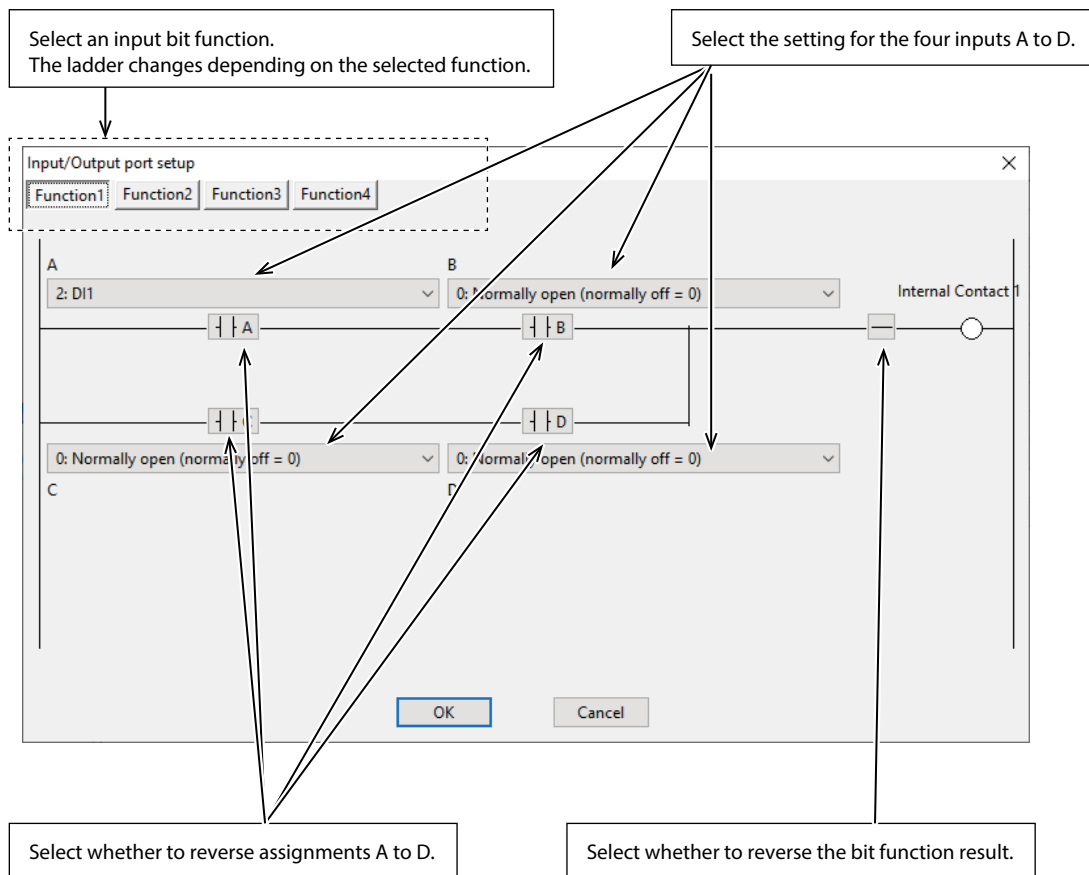 Select an input bit function.
The ladder changes depending on the selected function.
Select the setting for the four inputs A to D.
Input/Output port setup
Function1 Function2 Function3 Function4
A
B
2: DI1
0: Normally open (normally off = 0)
Internal Contact 1
A
B
C
D
0: Normally open (normally off = 0)
0: Normally open (normally off = 0)
C
D
OK
Cancel
Select whether to reverse assignments A to D.
Select whether to reverse the bit function result.